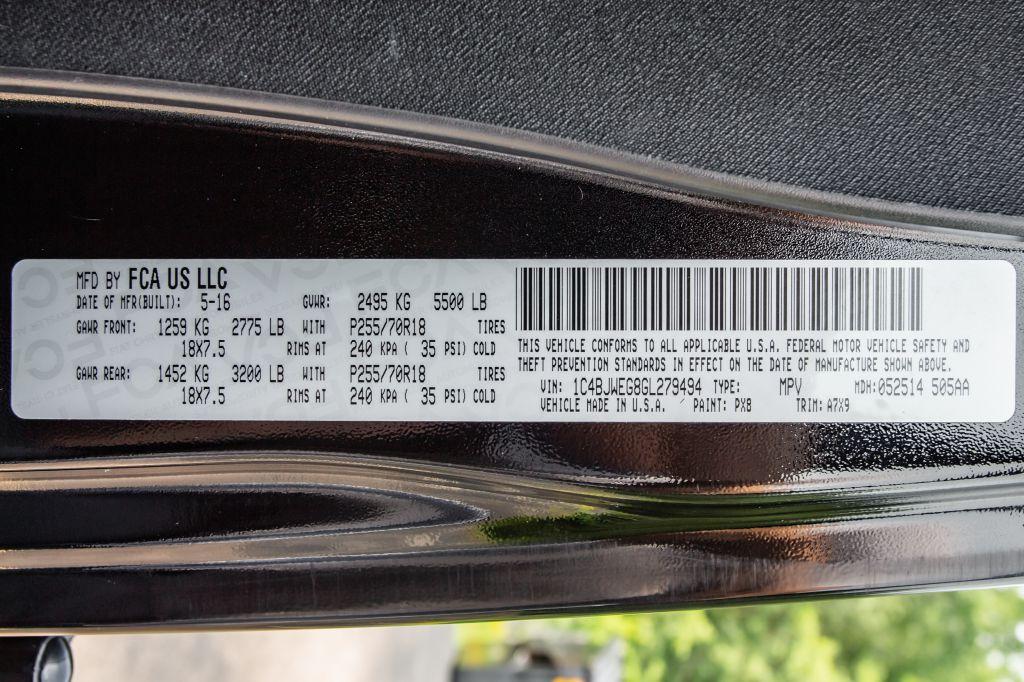 MFD BY FCA US LLC
DATE OF MFR(BUILT): 5-16 GVWR: 2495 KG 5500 LB
GAWR FRONT: 1259 KG 2775 LB WITH P255/70R18 TIRES
18X7.5 RIMS AT 240 KPA ( 35 PSI) COLD
GAWR REAR: 1452 KG 3200 LB WITH P255/70R18 TIRES
18X7.5 RIMS AT 240 KPA ( 35 PSI) COLD
THIS VEHICLE CONFORMS TO ALL APPLICABLE U.S.A. FEDERAL MOTOR VEHICLE SAFETY AND
THEFT PREVENTION STANDARDS IN EFFECT ON THE DATE OF MANUFACTURE SHOWN ABOVE.
VIN: 1C4BJWEG8GL279494 TYPE: MPV MDH:052514 505AA
VEHICLE MADE IN U.S.A. PAINT: PX8 TRIM: A7X9